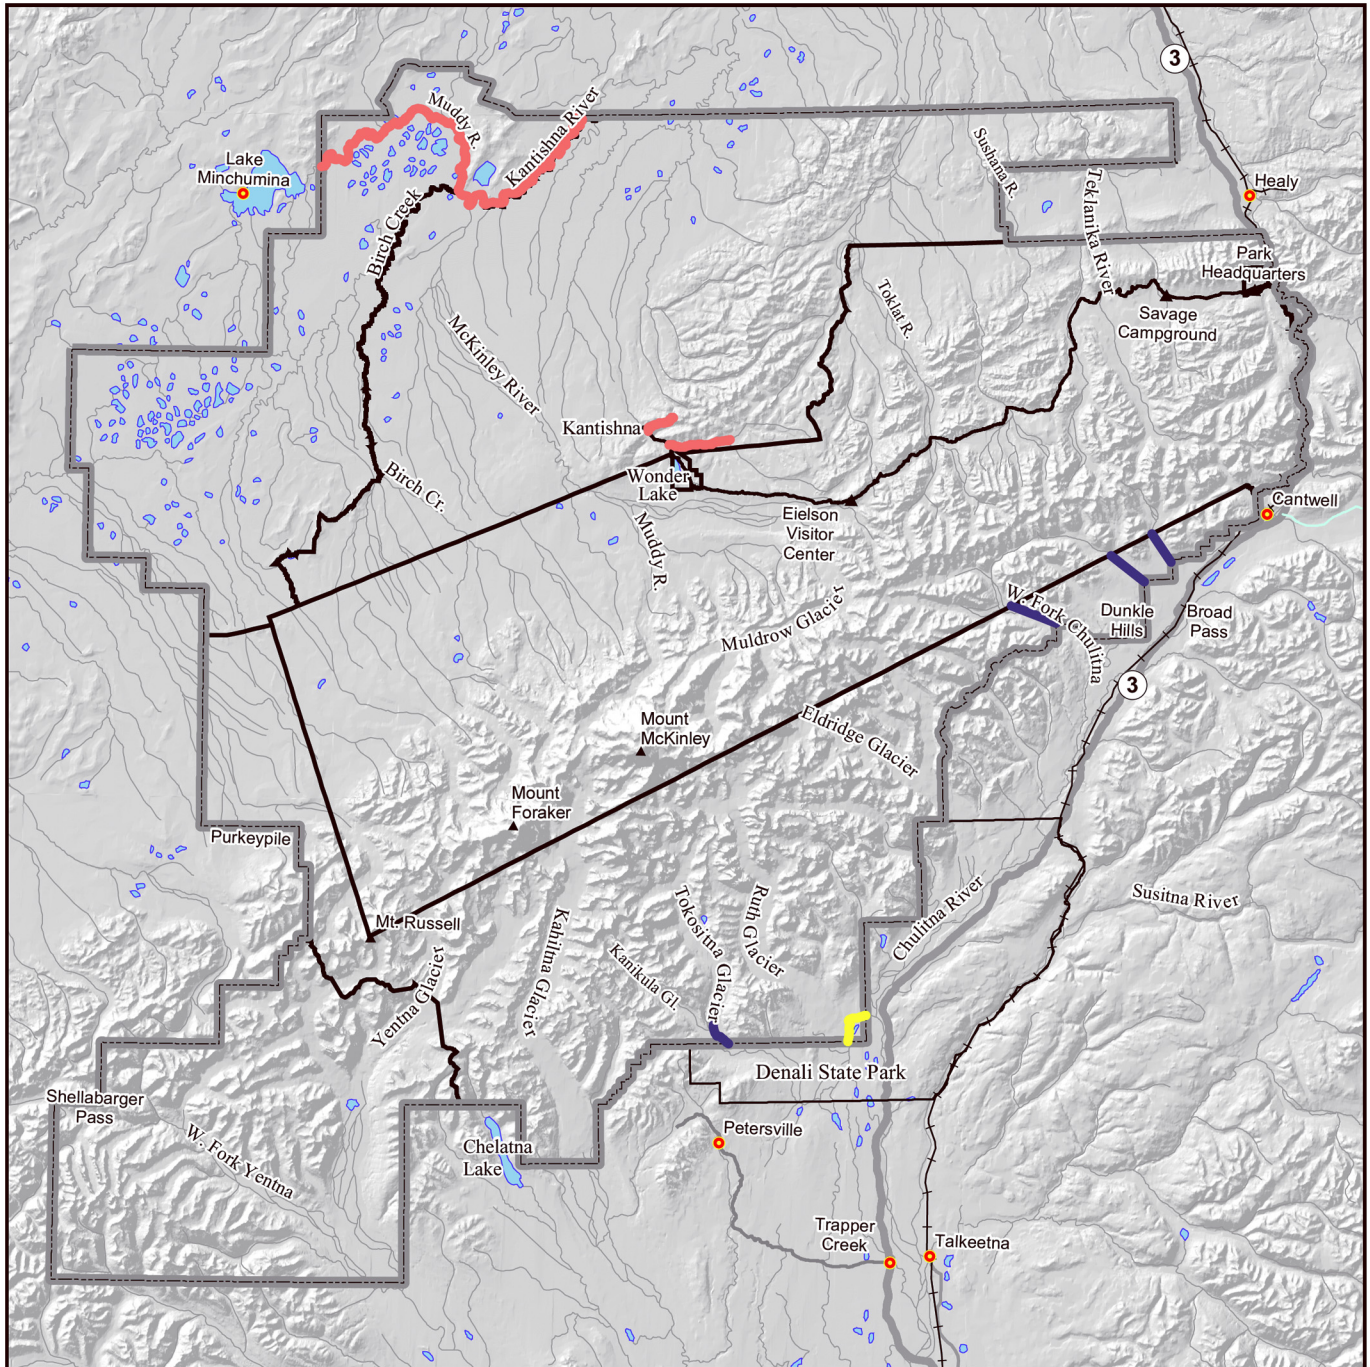 3
Muddy R.
Kantishna River
Lake
Minchumina
Sushana R.
Teklanika River
Healy
Birch Creek
Park
Headquarters
Toklat R.
Savage
Campground
McKinley River
Kantishna
Birch Cr.
Wonder
Lake
Eielson
Visitor
Center
Cantwell
Muddy R.
W. Fork Chulitna
Dunkle
Hills
Broad
Pass
Muldrow Glacier
3
Mount
McKinley
Eldridge Glacier
Mount
Foraker
Purkeypile
Susitna River
Mt. Russell
Kahiltna Glacier
Tokositna Glacier
Ruth Glacier
Chulitna River
Kanikula Gl.
Yentna Glacier
Denali State Park
Shellabarger
Pass
W. Fork Yentna
Petersville
Chelatna
Lake
Trapper
Creek
Talkeetna